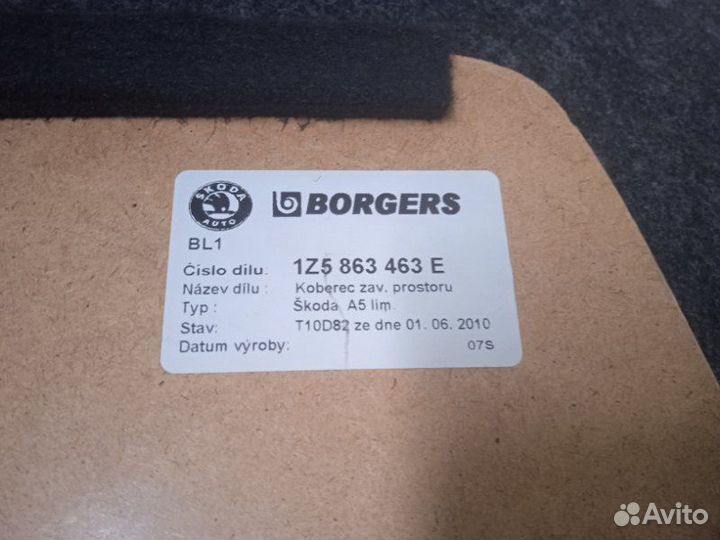 ŠKODA
AUTO
BORGERS
BL1
Číslo dílu: 1Z5 863 463 E
Název dílu : Koberec zav. prostoru
Typ : Škoda A5 lim.
Stav: T10D82 ze dne 01. 06. 2010
Datum výroby: 07S
Avito